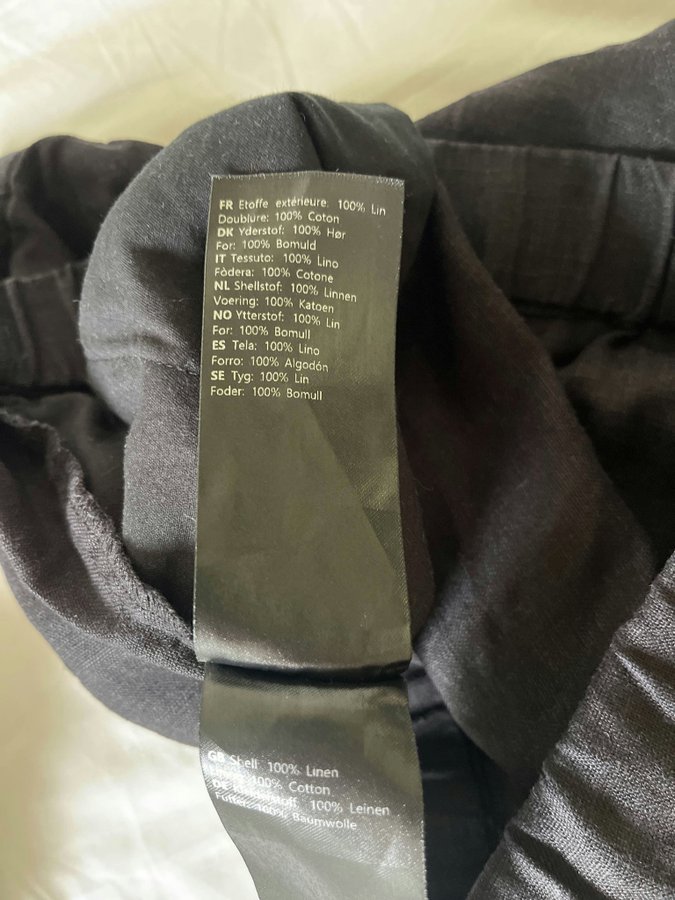 FR Etoffe extérieure: 100% Lin
Doublure: 100% Coton
DK Yderstof: 100% Hør
For: 100% Bomuld
IT Tessuto: 100% Lino
Fòdera: 100% Cotone
NL Shellstof: 100% Linnen
Voering: 100% Katoen
NO Ytterstof: 100% Lin
For: 100% Bomull
ES Tela: 100% Lino
Forro: 100% Algodón
SE Tyg: 100% Lin
Foder: 100% Bomull
GB Shell 100% Linen
100% Cotton
DE 100% Leinen
Futter: 100% Baumwolle